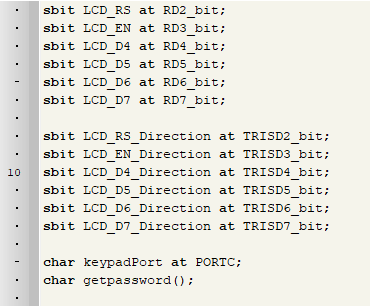 sbit LCD_RS at RD2_bit;
sbit LCD_EN at RD3_bit;
sbit LCD_D4 at RD4_bit;
sbit LCD_D5 at RD5_bit;
sbit LCD_D6 at RD6_bit;
sbit LCD_D7 at RD7_bit;
sbit LCD_RS_Direction at TRISD2_bit;
sbit LCD_EN_Direction at TRISD3_bit;
10 sbit LCD_D4_Direction at TRISD4_bit;
sbit LCD_D5_Direction at TRISD5_bit;
sbit LCD_D6_Direction at TRISD6_bit;
sbit LCD_D7_Direction at TRISD7_bit;
char keypadPort at PORTC;
char getpassword();